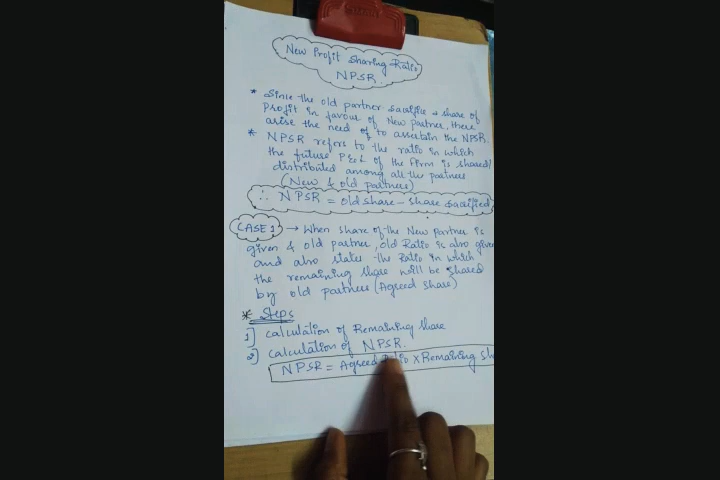 New Profit Sharing Ratio
NPSR.
* Since the old partner sacrifice a share of
Profit in favour of New partner, there
arise the need of to assertain the NPSR.
* NPSR refers to the ratio in which
the future P&L of the Firm is shared/
distributed among all the partners
(New & old partners)
∴ NPSR = old share - share sacrified
CASE 1 → When share of the New Partner is
given & old partner, old Ratio is also given
and also states the Ratio in which
the remaining share will be shared
by old partners (Agreed share)
* Steps
1] Calculation of Remaining share
2] Calculation of NPSR.
NPSR = Agreed Ratio x Remaining Sh